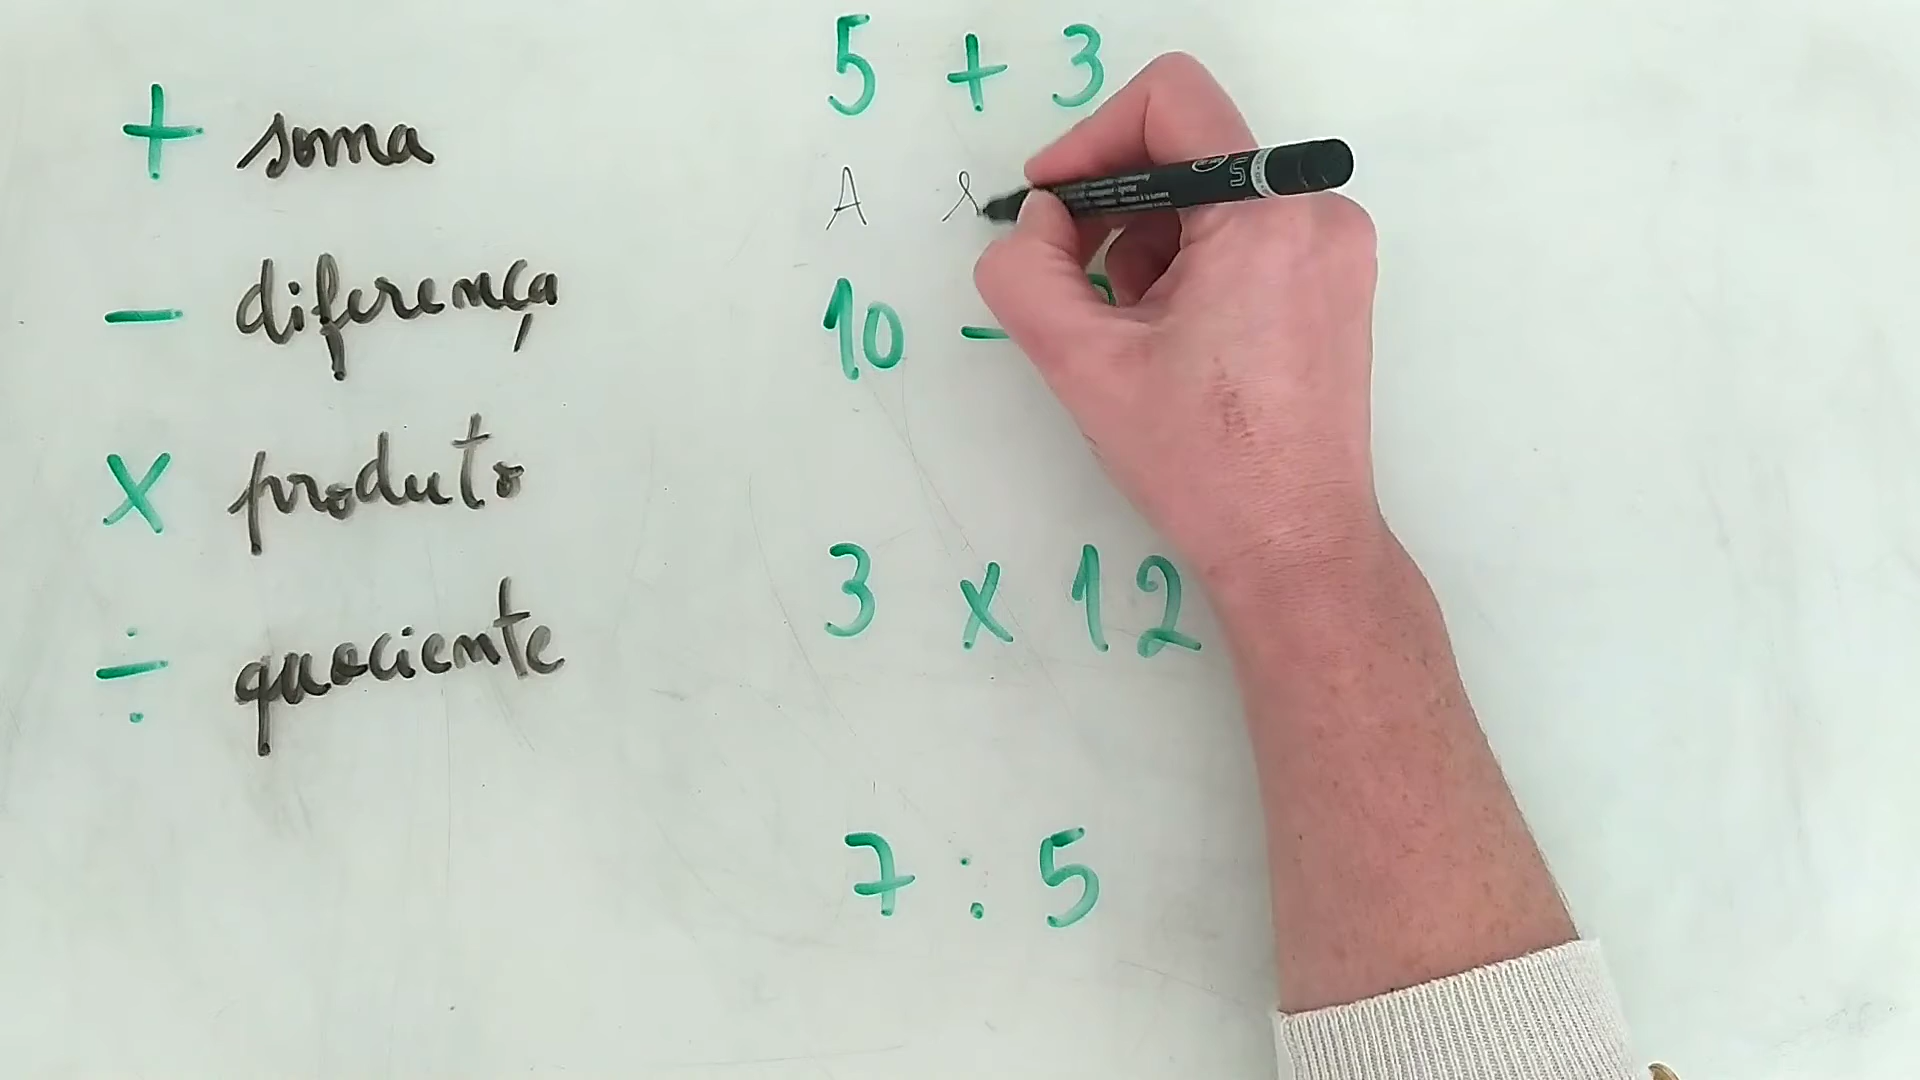 + soma
- diferença
x produto
÷ quociente
5 + 3
A s
10 -
3 x 12
7 : 5